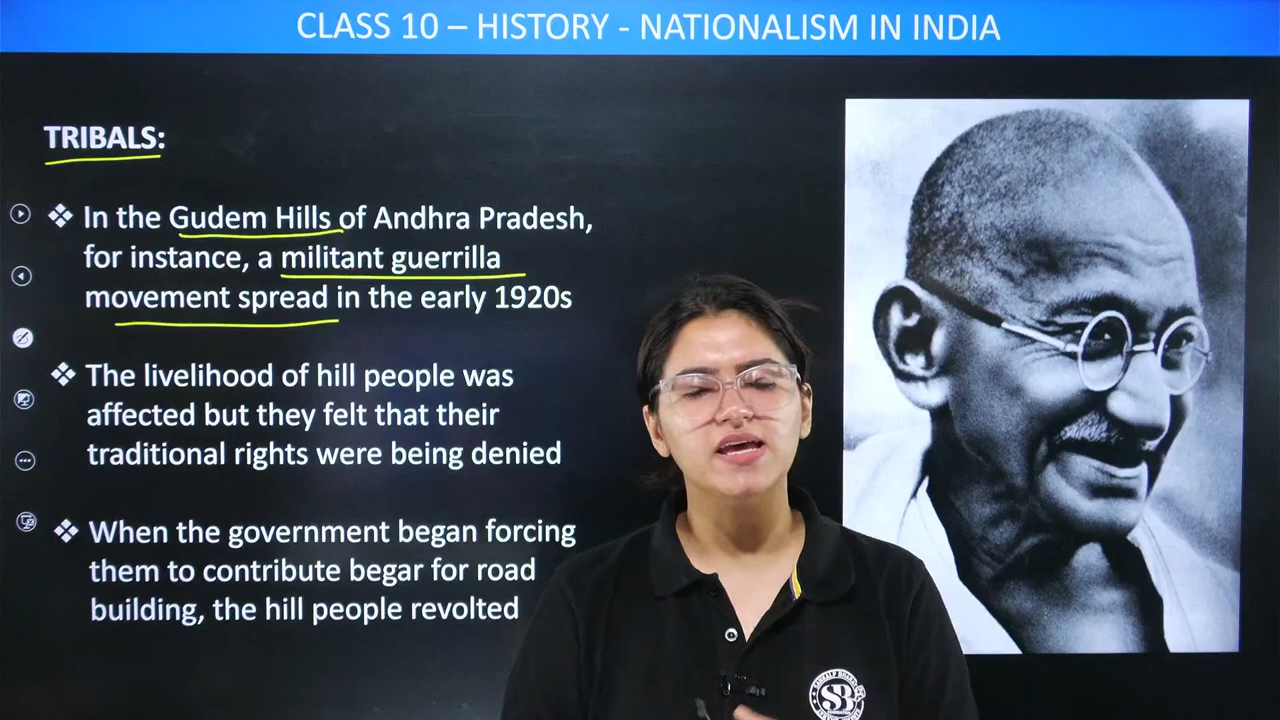 CLASS 10 – HISTORY - NATIONALISM IN INDIA
TRIBALS:
❖ In the Gudem Hills of Andhra Pradesh,
for instance, a militant guerrilla
movement spread in the early 1920s
❖ The livelihood of hill people was
affected but they felt that their
traditional rights were being denied
❖ When the government began forcing
them to contribute begar for road
building, the hill people revolted
SB